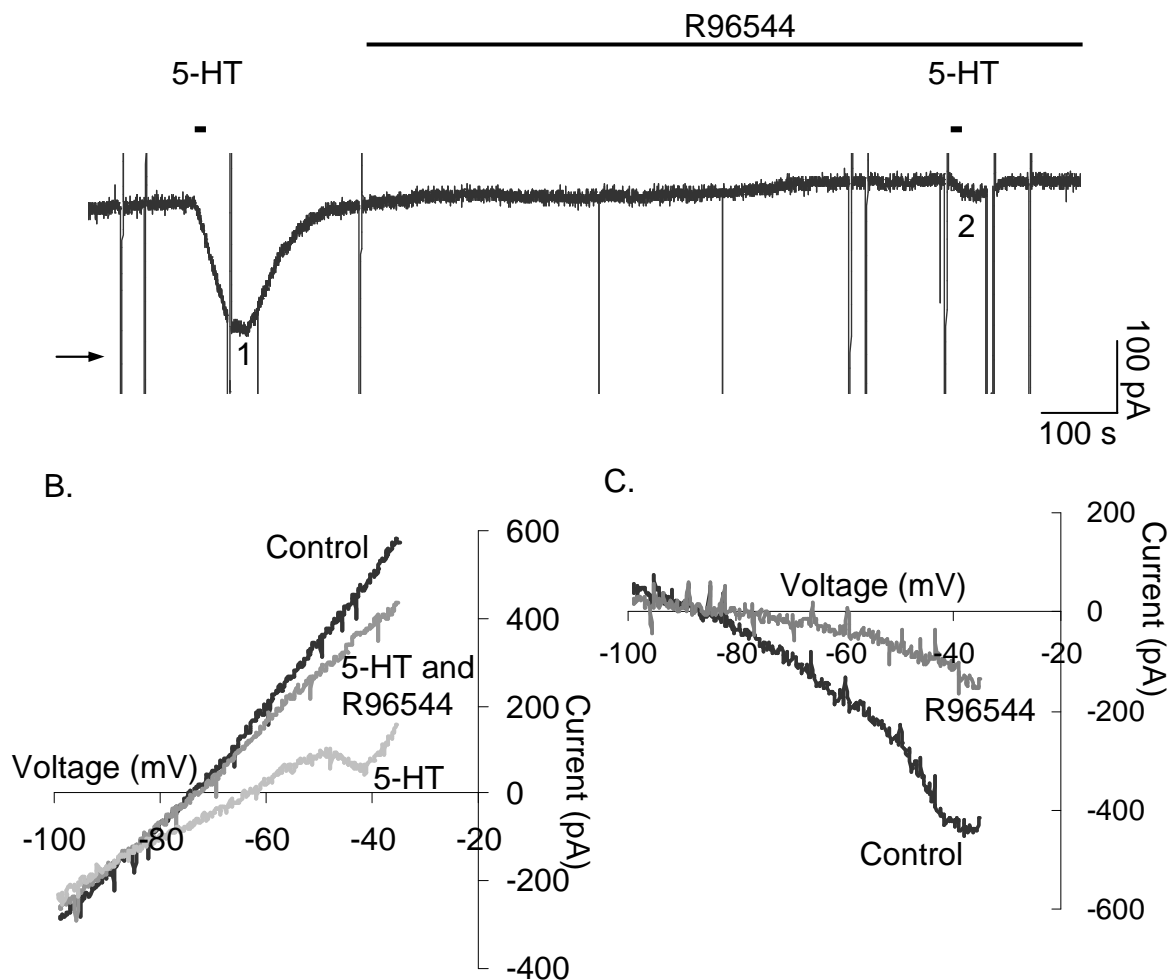 R96544
5-HT
5-HT
1
2
100 pA
100 s
B.
C.
600
Control
400
5-HT and
R96544
200
Voltage (mV)
5-HT
0
-100
-80
-60
-40
-20
Current (pA)
-200
-400
200
Voltage (mV)
0
-100
-80
-60
-40
-20
R96544
-200
Current (pA)
-400
Control
-600